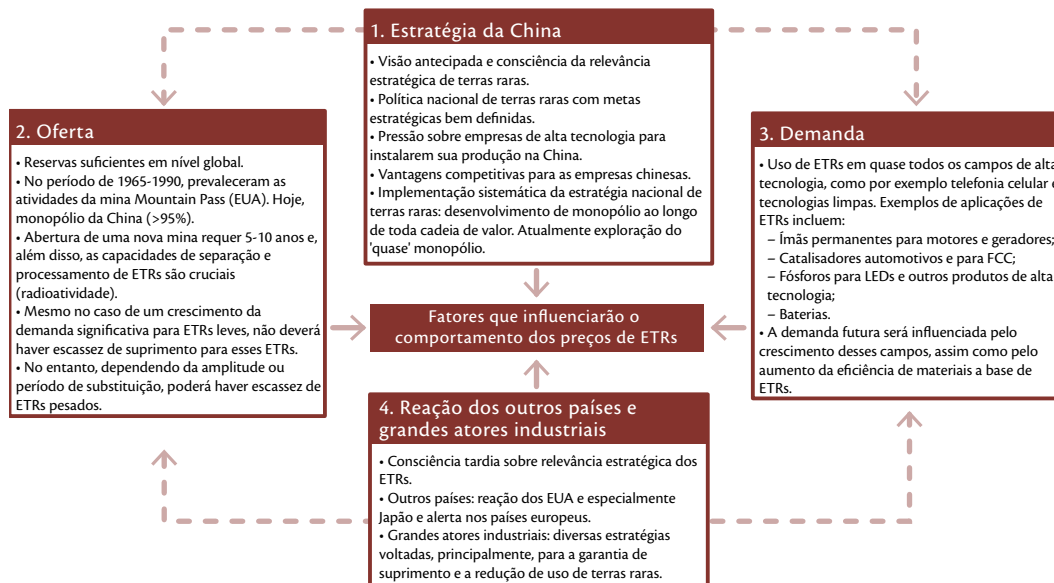 1. Estratégia da China
• Visão antecipada e consciência da relevância
estratégica de terras raras.
• Política nacional de terras raras com metas
estratégicas bem definidas.
• Pressão sobre empresas de alta tecnologia para
instalarem sua produção na China.
• Vantagens competitivas para as empresas chinesas.
• Implementação sistemática da estratégia nacional de
terras raras: desenvolvimento de monopólio ao longo
de toda cadeia de valor. Atualmente exploração do
'quase' monopólio.
2. Oferta
• Reservas suficientes em nível global.
• No período de 1965-1990, prevaleceram as
atividades da mina Mountain Pass (EUA). Hoje,
monopólio da China (>95%).
• Abertura de uma nova mina requer 5-10 anos e,
além disso, as capacidades de separação e
processamento de ETRs são cruciais
(radioatividade).
• Mesmo no caso de um crescimento da
demanda significativa para ETRs leves, não deverá
haver escassez de suprimento para esses ETRs.
• No entanto, dependendo da amplitude ou
período de substituição, poderá haver escassez de
ETRs pesados.
Fatores que influenciarão o
comportamento dos preços de ETRs
3. Demanda
• Uso de ETRs em quase todos os campos de alta
tecnologia, como por exemplo telefonia celular e
tecnologias limpas. Exemplos de aplicações de
ETRs incluem:
– Ímãs permanentes para motores e geradores;
– Catalisadores automotivos e para FCC;
– Fósforos para LEDs e outros produtos de alta
tecnologia;
– Baterias.
• A demanda futura será influenciada pelo
crescimento desses campos, assim como pelo
aumento da eficiência de materiais a base de
ETRs.
4. Reação dos outros países e
grandes atores industriais
• Consciência tardia sobre relevância estratégica dos
ETRs.
• Outros países: reação dos EUA e especialmente
Japão e alerta nos países europeus.
• Grandes atores industriais: diversas estratégias
voltadas, principalmente, para a garantia de
suprimento e a redução de uso de terras raras.